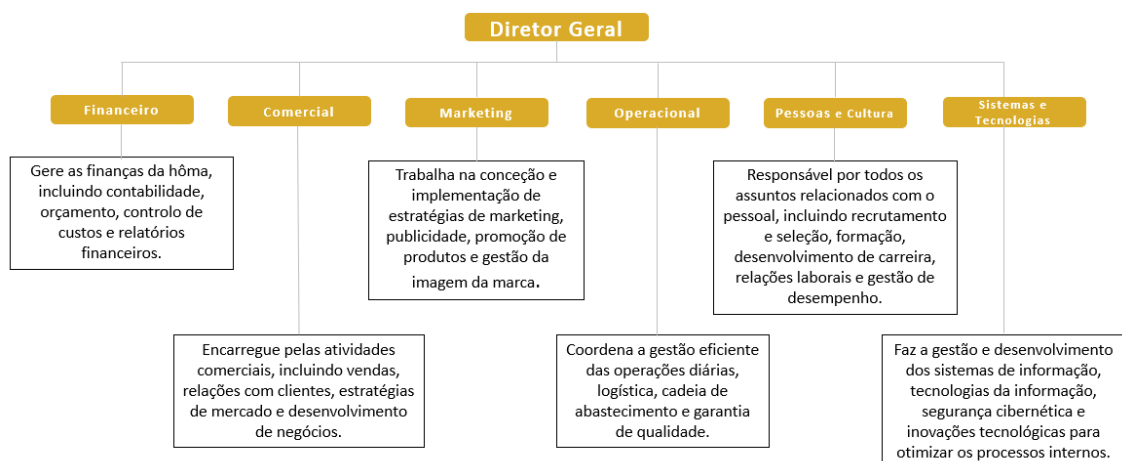 Diretor Geral
Financeiro
Comercial
Marketing
Operacional
Pessoas e Cultura
Sistemas e
Tecnologias
Gere as finanças da hôma,
incluindo contabilidade,
orçamento, controlo de
custos e relatórios
financeiros.
Trabalha na conceção e
implementação de
estratégias de marketing,
publicidade, promoção de
produtos e gestão da
imagem da marca.
Responsável por todos os
assuntos relacionados com o
pessoal, incluindo recrutamento
e seleção, formação,
desenvolvimento de carreira,
relações laborais e gestão de
desempenho.
Encarregue pelas atividades
comerciais, incluindo vendas,
relações com clientes, estratégias
de mercado e desenvolvimento
de negócios.
Coordena a gestão eficiente
das operações diárias,
logística, cadeia de
abastecimento e garantia
de qualidade.
Faz a gestão e desenvolvimento
dos sistemas de informação,
tecnologias da informação,
segurança cibernética e
inovações tecnológicas para
otimizar os processos internos.